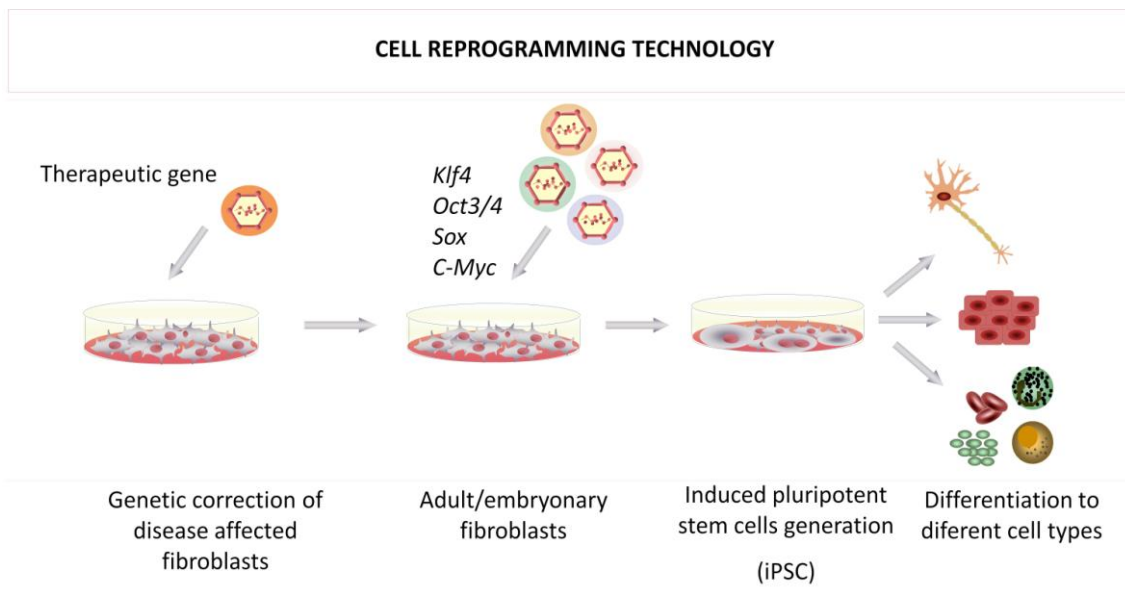 CELL REPROGRAMMING TECHNOLOGY
Therapeutic gene
Klf4
Oct3/4
Sox
C-Myc
Genetic correction of
disease affected
fibroblasts
Adult/embryonary
fibroblasts
Induced pluripotent
stem cells generation
(iPSC)
Differentiation to
diferent cell types